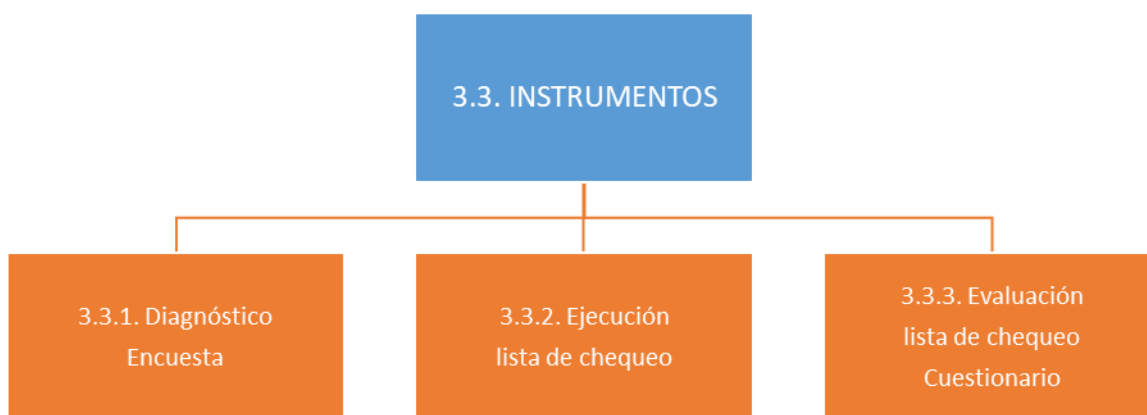 3.3. INSTRUMENTOS
3.3.1. Diagnóstico
Encuesta
3.3.2. Ejecución
lista de chequeo
3.3.3. Evaluación
lista de chequeo
Cuestionario